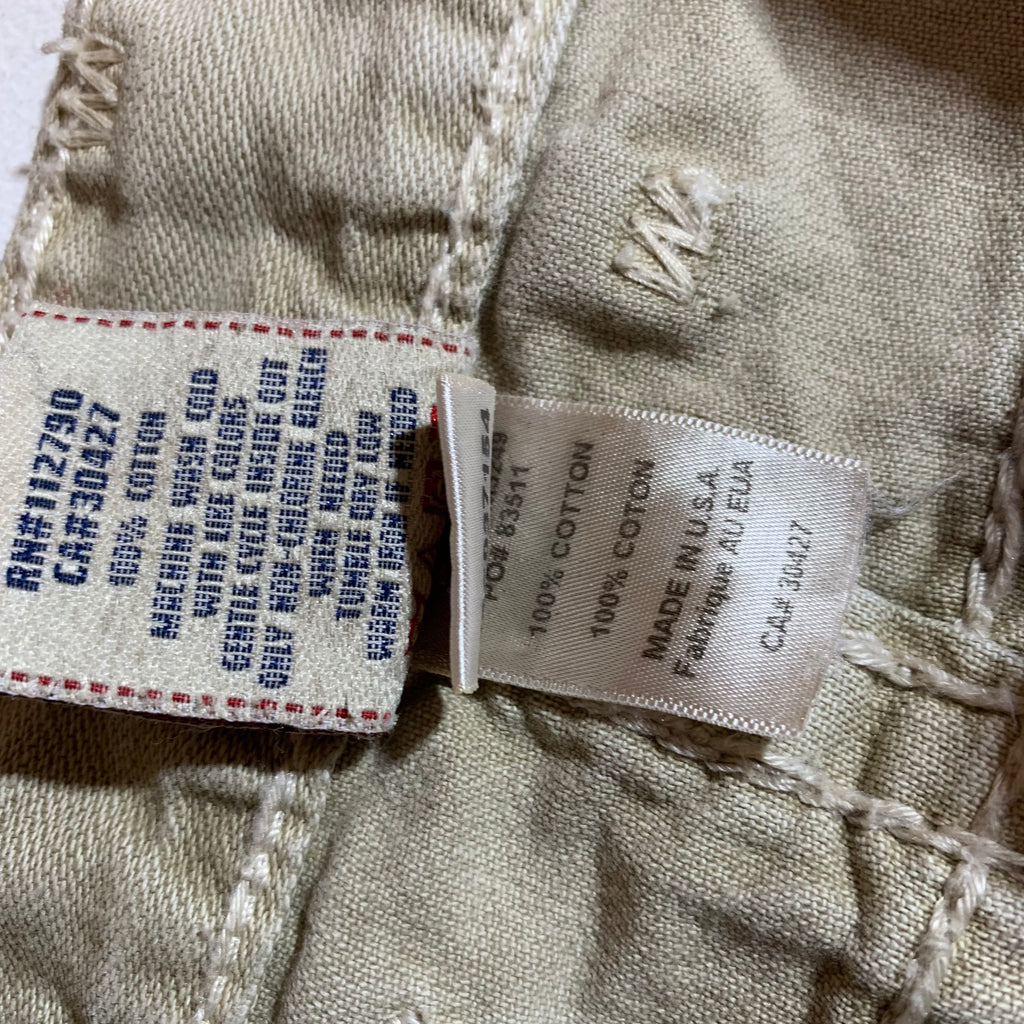 RN#112790
CA#30427
100% COTTON
MACHINE WASH COLD
WITH LIKE COLORS
GENTLE CYCLE INSIDE OUT
ONLY NON-CHLORINE BLEACH
WHEN NEEDED
TUMBLE DRY LOW
WARM IRON IF NEEDED
PO# 83511
100% COTTON
100% COTON
MADE IN U.S.A.
Fabrique AU EUA
CA# 30427